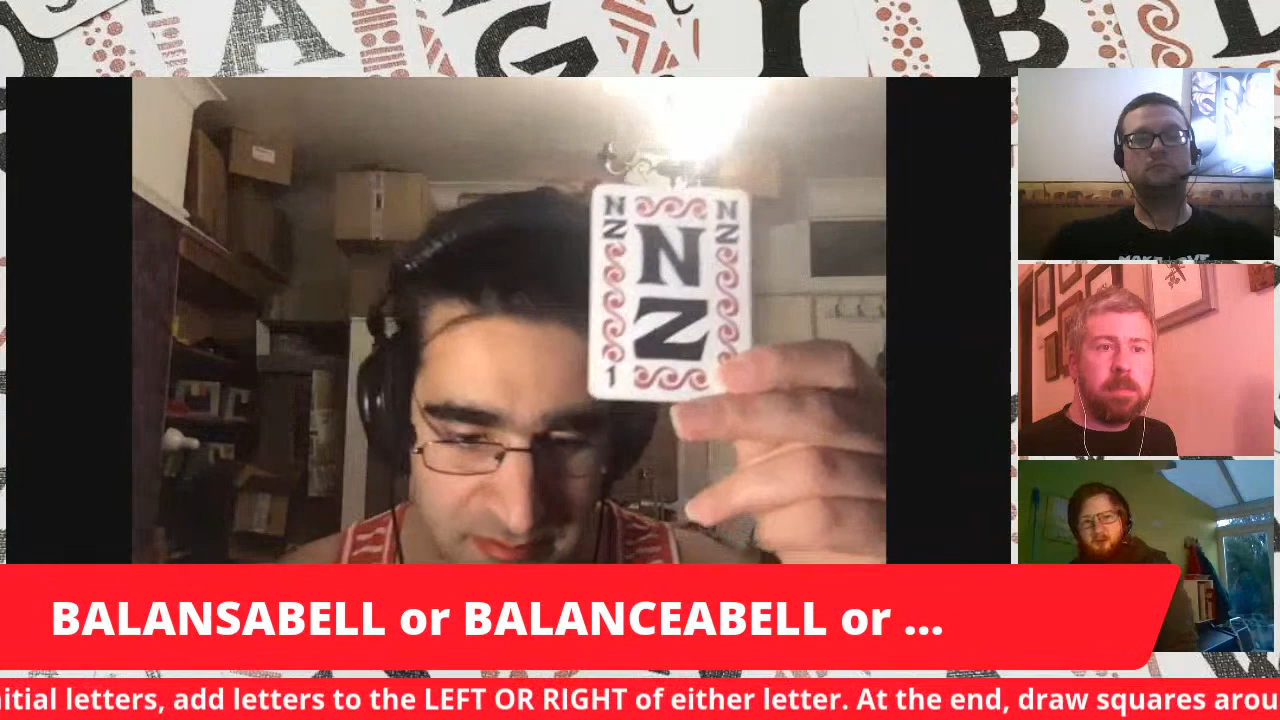 A G I B L
N N
Z N Z
Z
1
BALANSABELL or BALANCEABELL or ...
nitial letters, add letters to the LEFT OR RIGHT of either letter. At the end, draw squares arou